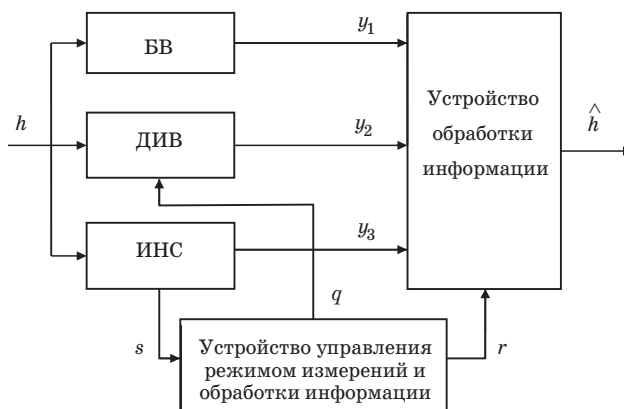 БВ
y1
h
ДИВ
y2
Устройство
обработки
информации
ĥ
ИНС
y3
q
s
Устройство управления
режимом измерений и
обработки информации
r